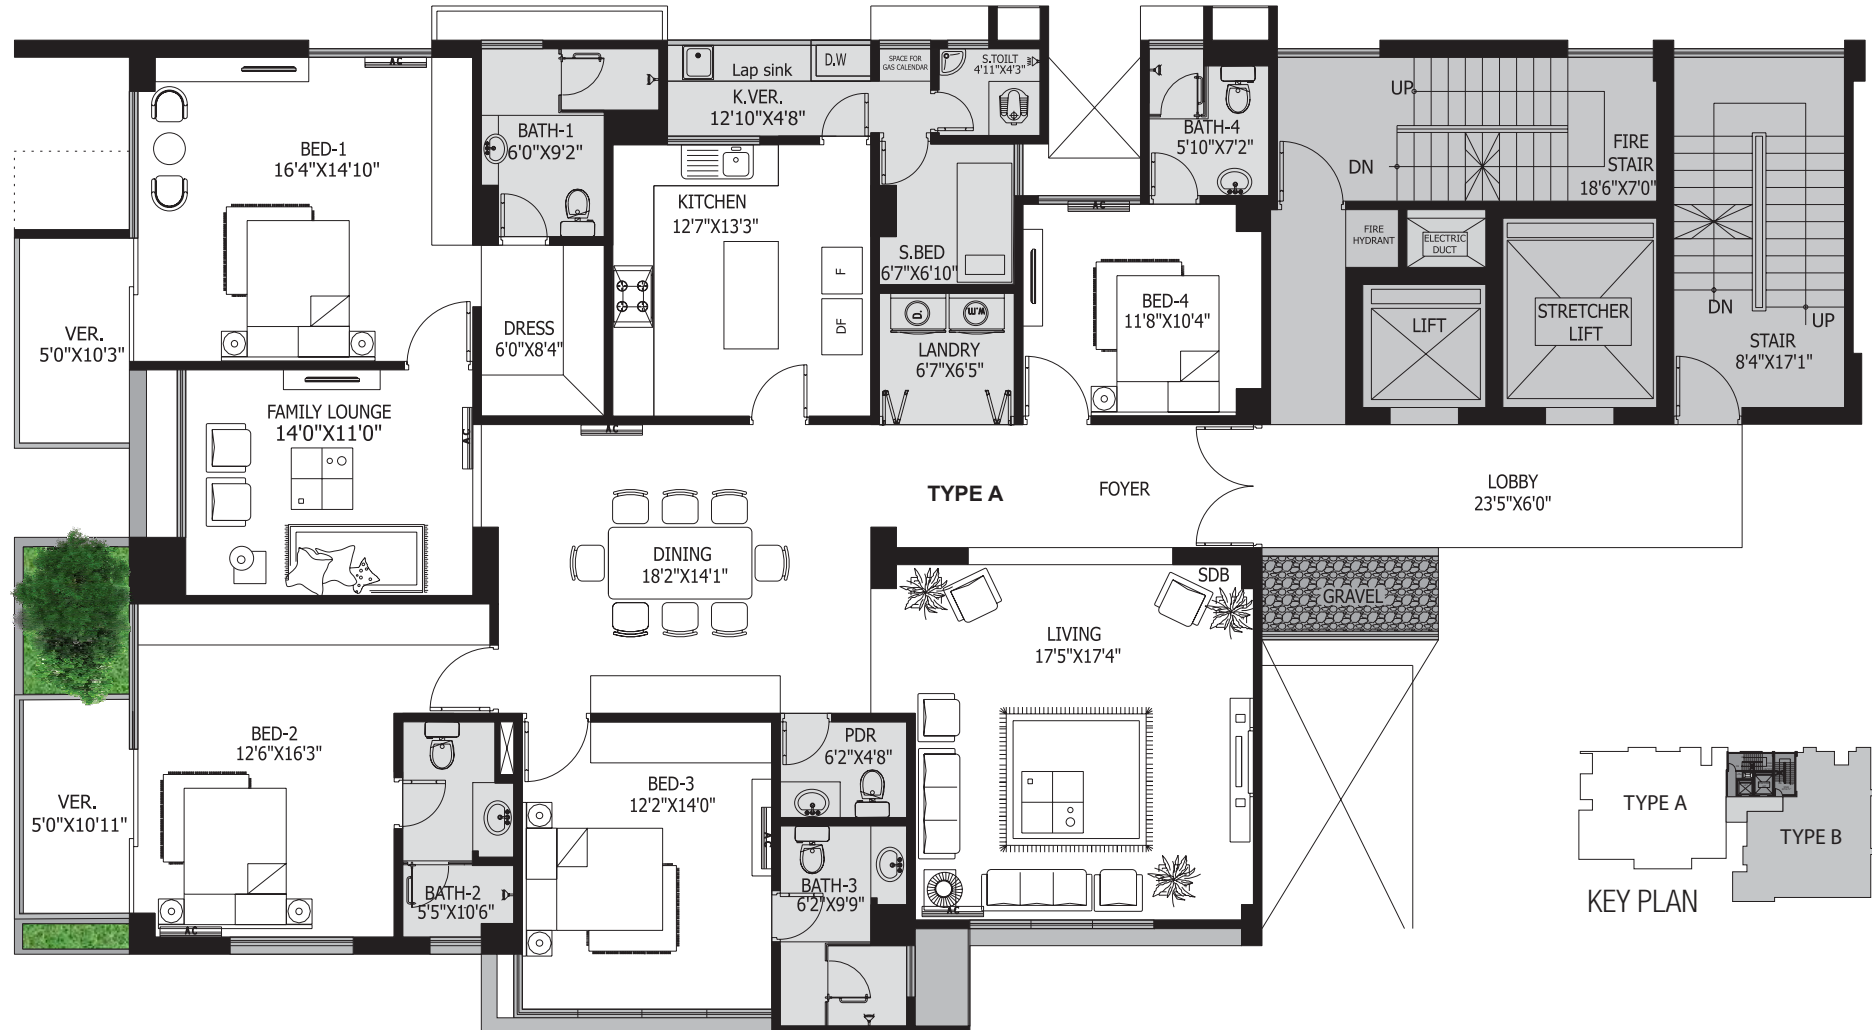 A.C
BED-1
16'4"X14'10"
BATH-1
6'0"X9'2"
Lap sink
D.W
K.VER.
12'10"X4'8"
SPACE FOR
GAS CALENDAR
S.TOILT
4'11"X4'3"
BATH-4
5'10"X7'2"
UP
DN
FIRE
STAIR
18'6"X7'0"
KITCHEN
12'7"X13'3"
F
DF
S.BED
6'7"X6'10"
A.C
FIRE
HYDRANT
ELECTRIC
DUCT
BED-4
11'8"X10'4"
D.
W.M
LANDRY
6'7"X6'5"
LIFT
STRETCHER
LIFT
DN
UP
STAIR
8'4"X17'1"
VER.
5'0"X10'3"
DRESS
6'0"X8'4"
FAMILY LOUNGE
14'0"X11'0"
A.C
A.C
TYPE A
FOYER
LOBBY
23'5"X6'0"
DINING
18'2"X14'1"
SDB
GRAVEL
LIVING
17'5"X17'4"
BED-2
12'6"X16'3"
VER.
5'0"X10'11"
A.C
BATH-2
5'5"X10'6"
BED-3
12'2"X14'0"
A.C
PDR
6'2"X4'8"
BATH-3
6'2"X9'9"
A.C
TYPE A
TYPE B
KEY PLAN